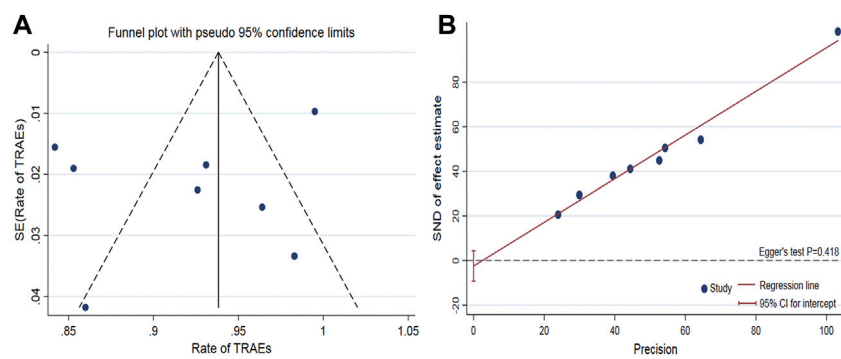 A
Funnel plot with pseudo 95% confidence limits
SE(Rate of TRAEs)
0
.01
.02
.03
.04
.85
.9
.95
1
1.05
Rate of TRAEs
B
SND of effect estimate
80
60
40
20
0
-20
Egger's test P=0.418
Study
Regression line
95% CI for intercept
0
20
40
60
80
100
Precision